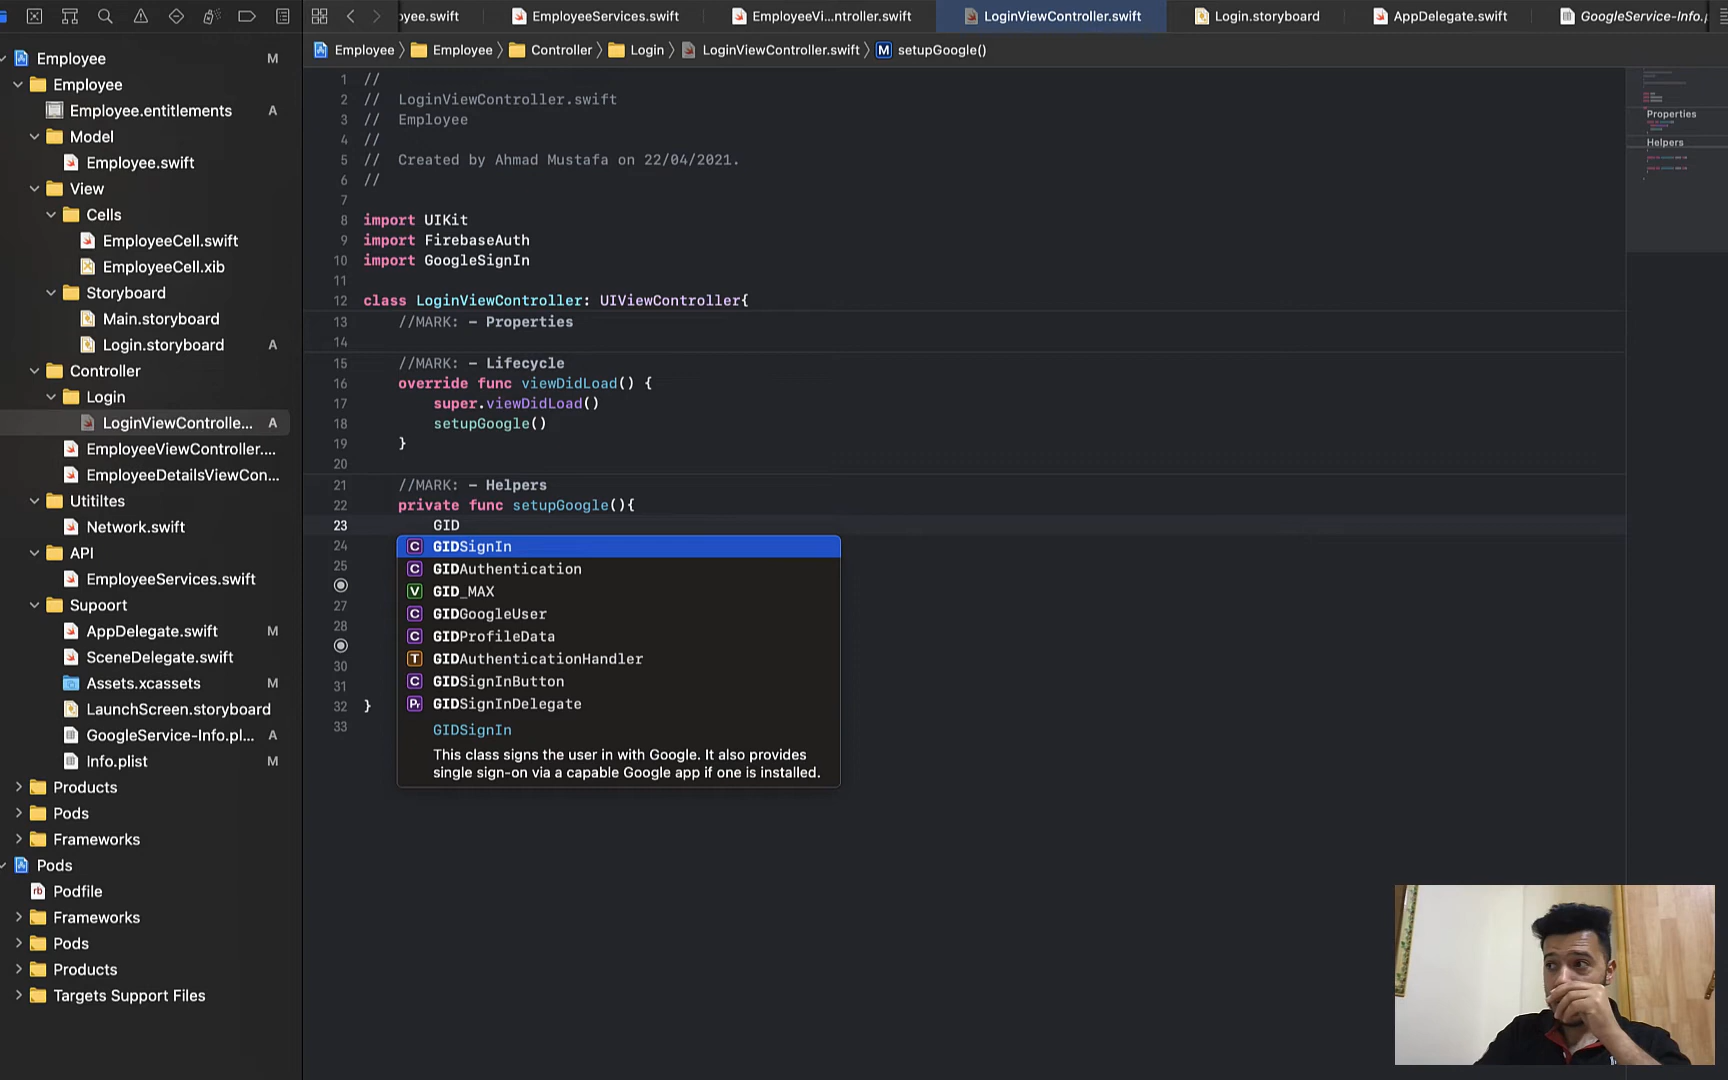 oyee.swift
EmployeeServices.swift
EmployeeVi...ntroller.swift
LoginViewController.swift
Login.storyboard
AppDelegate.swift
GoogleService-Info.p
Employee
Employee
Controller
Login
LoginViewController.swift
M
setupGoogle()
Employee M
Employee
Employee.entitlements A
Model
Employee.swift
View
Cells
EmployeeCell.swift
EmployeeCell.xib
Storyboard
Main.storyboard
Login.storyboard A
Controller
Login
LoginViewControlle... A
EmployeeViewController....
EmployeeDetailsViewCon...
Utitiltes
Network.swift
API
EmployeeServices.swift
Supoort
AppDelegate.swift M
SceneDelegate.swift
Assets.xcassets M
LaunchScreen.storyboard
GoogleService-Info.pl... A
Info.plist M
Products
Pods
Frameworks
Pods
rb Podfile
Frameworks
Pods
Products
Targets Support Files
1 //
2 // LoginViewController.swift
3 // Employee
4 //
5 // Created by Ahmad Mustafa on 22/04/2021.
6 //
7
8 import UIKit
9 import FirebaseAuth
10 import GoogleSignIn
11
12 class LoginViewController: UIViewController{
13 //MARK: - Properties
14
15 //MARK: - Lifecycle
16 override func viewDidLoad() {
17 super.viewDidLoad()
18 setupGoogle()
19 }
20
21 //MARK: - Helpers
22 private func setupGoogle(){
23 GID
24
25
27
28
30
31
32 }
33
C GIDSignIn
C GIDAuthentication
V GID_MAX
C GIDGoogleUser
C GIDProfileData
T GIDAuthenticationHandler
C GIDSignInButton
Pr GIDSignInDelegate
GIDSignIn
This class signs the user in with Google. It also provides
single sign-on via a capable Google app if one is installed.
Properties
Helpers